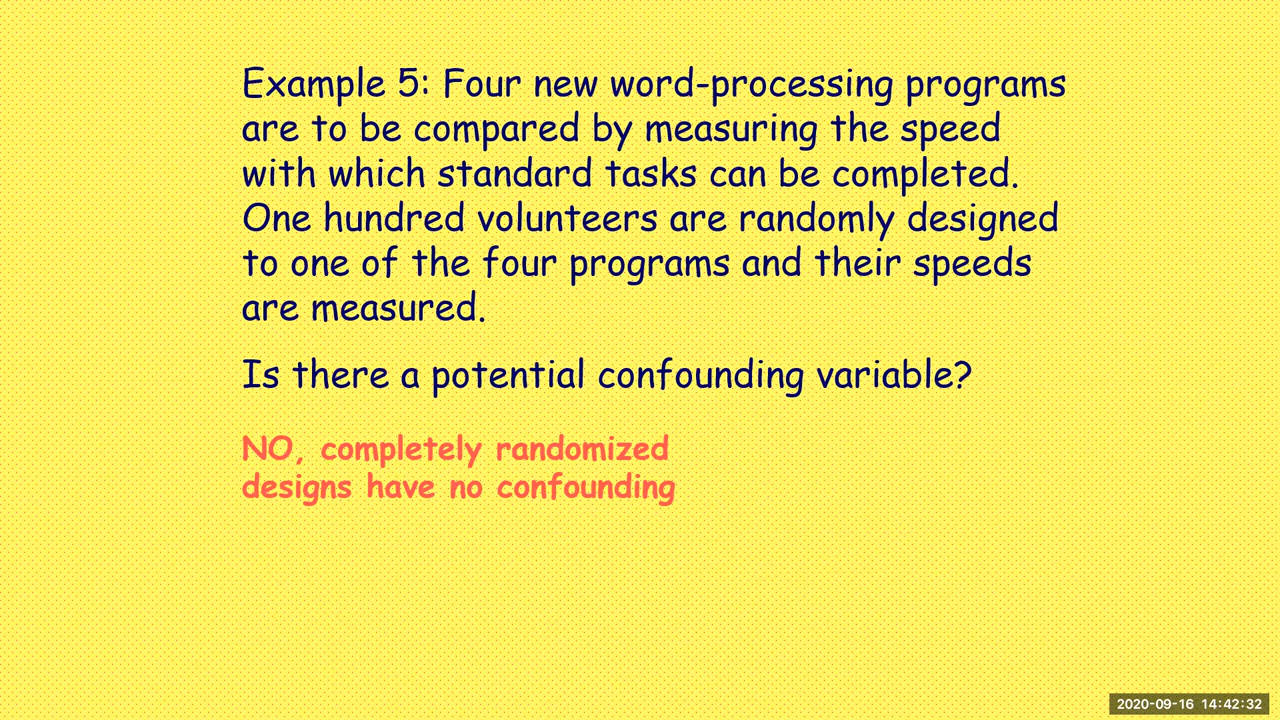 Example 5: Four new word-processing programs
are to be compared by measuring the speed
with which standard tasks can be completed.
One hundred volunteers are randomly designed
to one of the four programs and their speeds
are measured.
Is there a potential confounding variable?
NO, completely randomized
designs have no confounding
2020-09-16 14:42:32